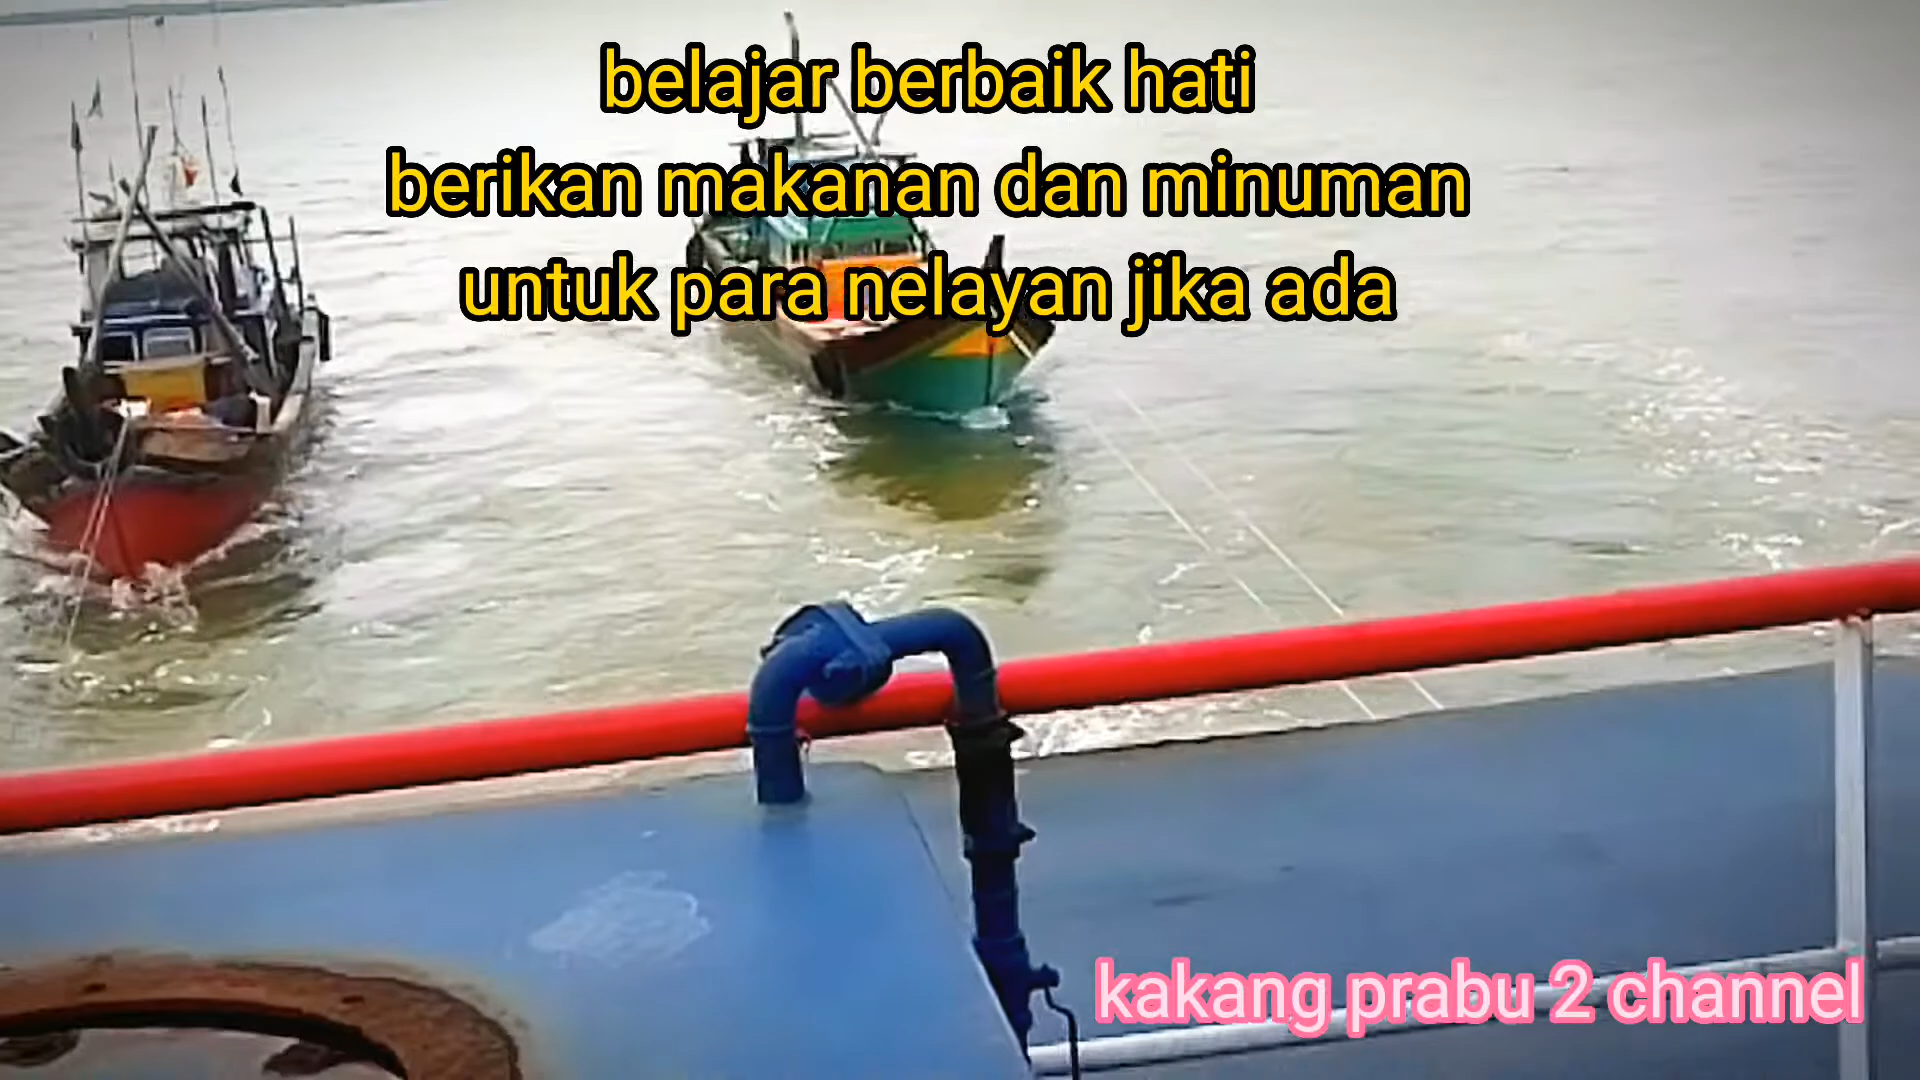 belajar berbaik hati
berikan makanan dan minuman
untuk para nelayan jika ada
kakang prabu 2 channel